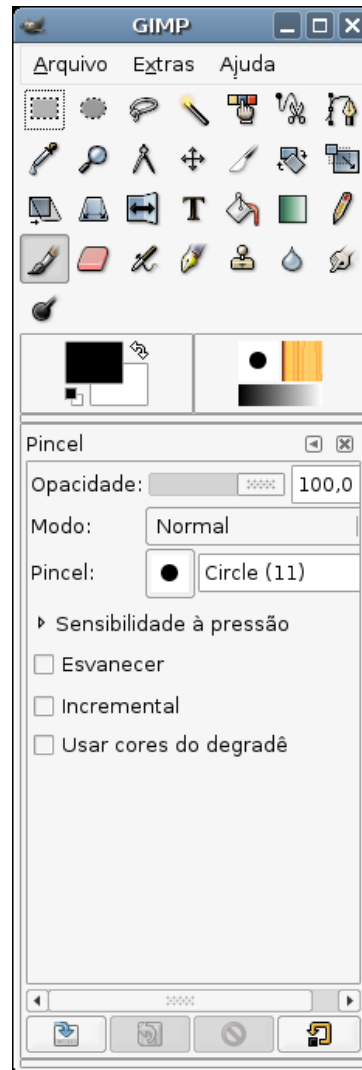 GIMP
Arquivo Extras Ajuda
Pincel
Opacidade: 100,0
Modo: Normal
Pincel: Circle (11)
Sensibilidade à pressão
Esvanecer
Incremental
Usar cores do degradê